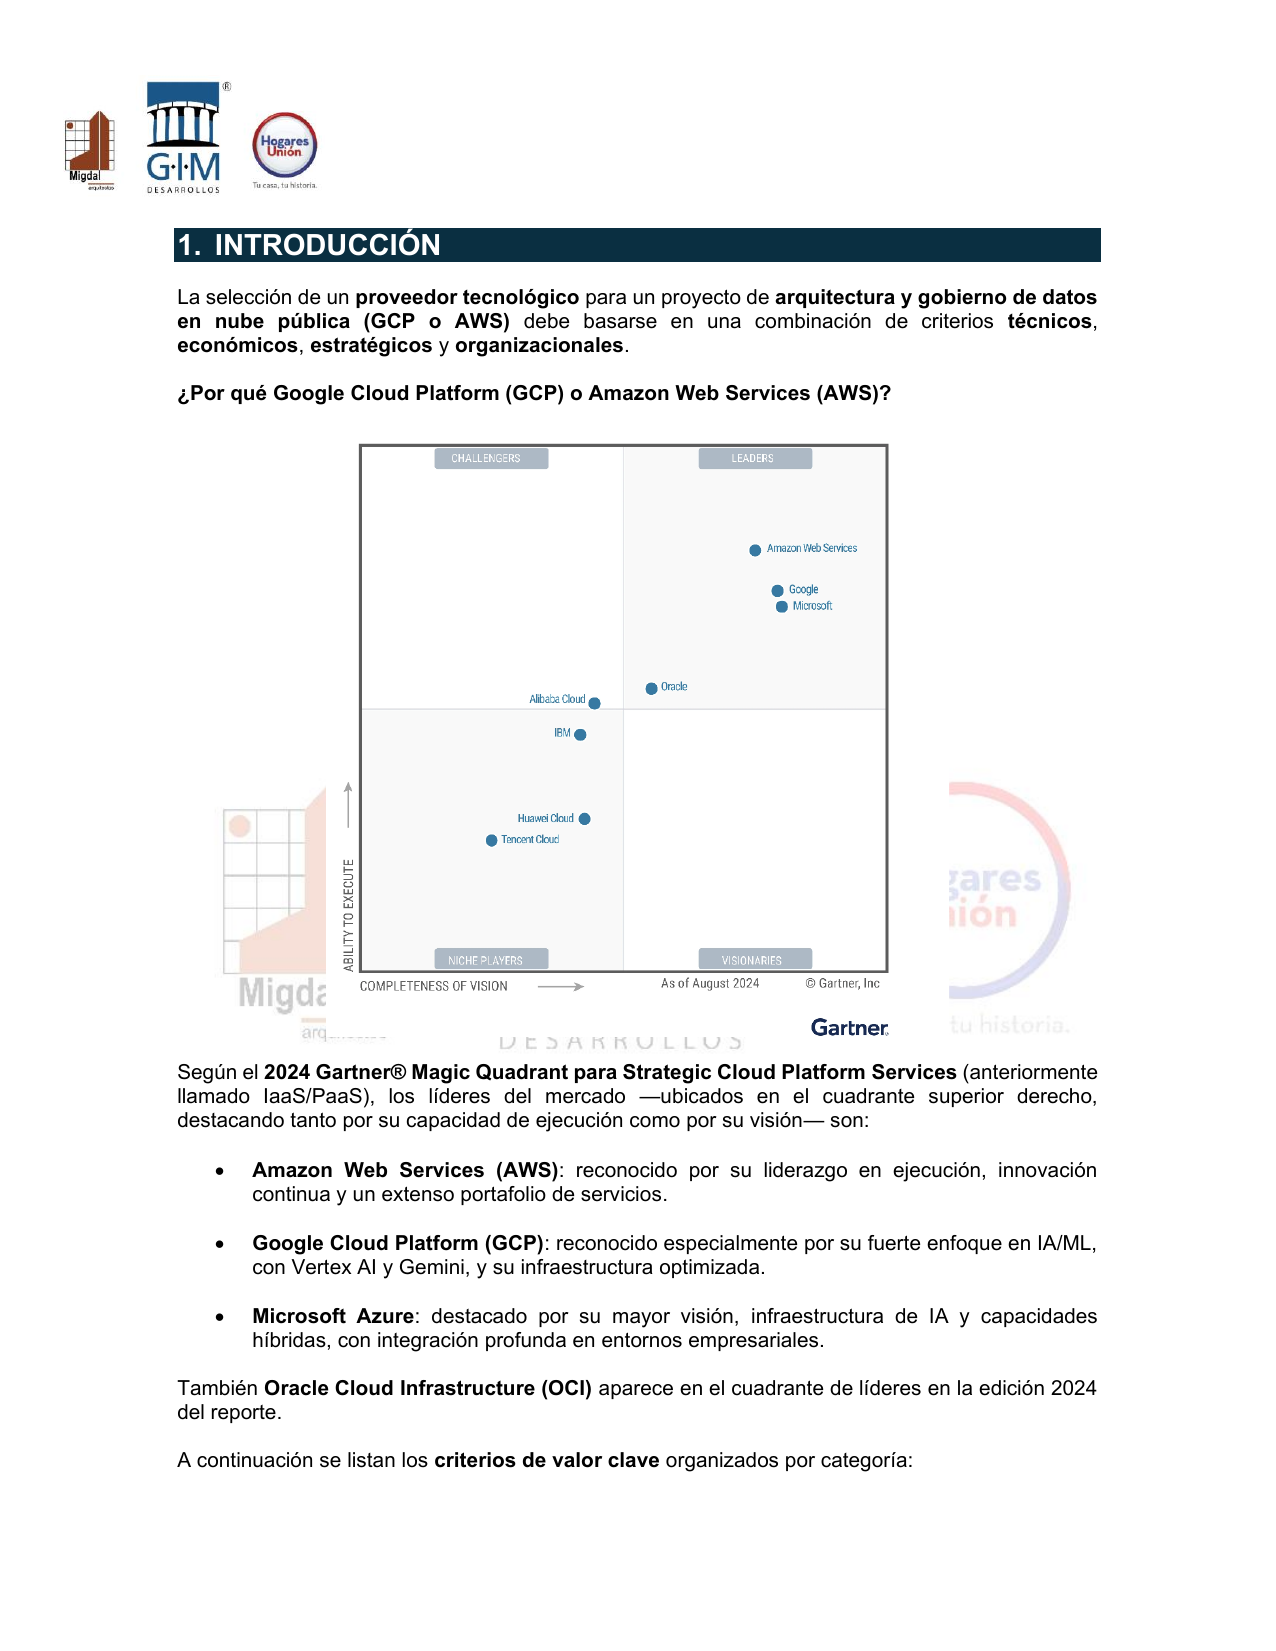 ®
G·I·M
DESARROLLOS
Migdal
arquitectos
Hogares
Unión
Tu casa, tu historia.
1. INTRODUCCIÓN
La selección de un proveedor tecnológico para un proyecto de arquitectura y gobierno de datos
en nube pública (GCP o AWS) debe basarse en una combinación de criterios técnicos,
económicos, estratégicos y organizacionales.
¿Por qué Google Cloud Platform (GCP) o Amazon Web Services (AWS)?
CHALLENGERS
LEADERS
Amazon Web Services
Google
Microsoft
Oracle
Alibaba Cloud
IBM
Huawei Cloud
Tencent Cloud
ABILITY TO EXECUTE
NICHE PLAYERS
VISIONARIES
COMPLETENESS OF VISION
As of August 2024
© Gartner, Inc
Gartner
Migda
arq
gares
nión
tu historia.
DESARROLLOS
Según el 2024 Gartner® Magic Quadrant para Strategic Cloud Platform Services (anteriormente
llamado IaaS/PaaS), los líderes del mercado —ubicados en el cuadrante superior derecho,
destacando tanto por su capacidad de ejecución como por su visión— son:
• Amazon Web Services (AWS): reconocido por su liderazgo en ejecución, innovación
continua y un extenso portafolio de servicios.
• Google Cloud Platform (GCP): reconocido especialmente por su fuerte enfoque en IA/ML,
con Vertex AI y Gemini, y su infraestructura optimizada.
• Microsoft Azure: destacado por su mayor visión, infraestructura de IA y capacidades
híbridas, con integración profunda en entornos empresariales.
También Oracle Cloud Infrastructure (OCI) aparece en el cuadrante de líderes en la edición 2024
del reporte.
A continuación se listan los criterios de valor clave organizados por categoría: